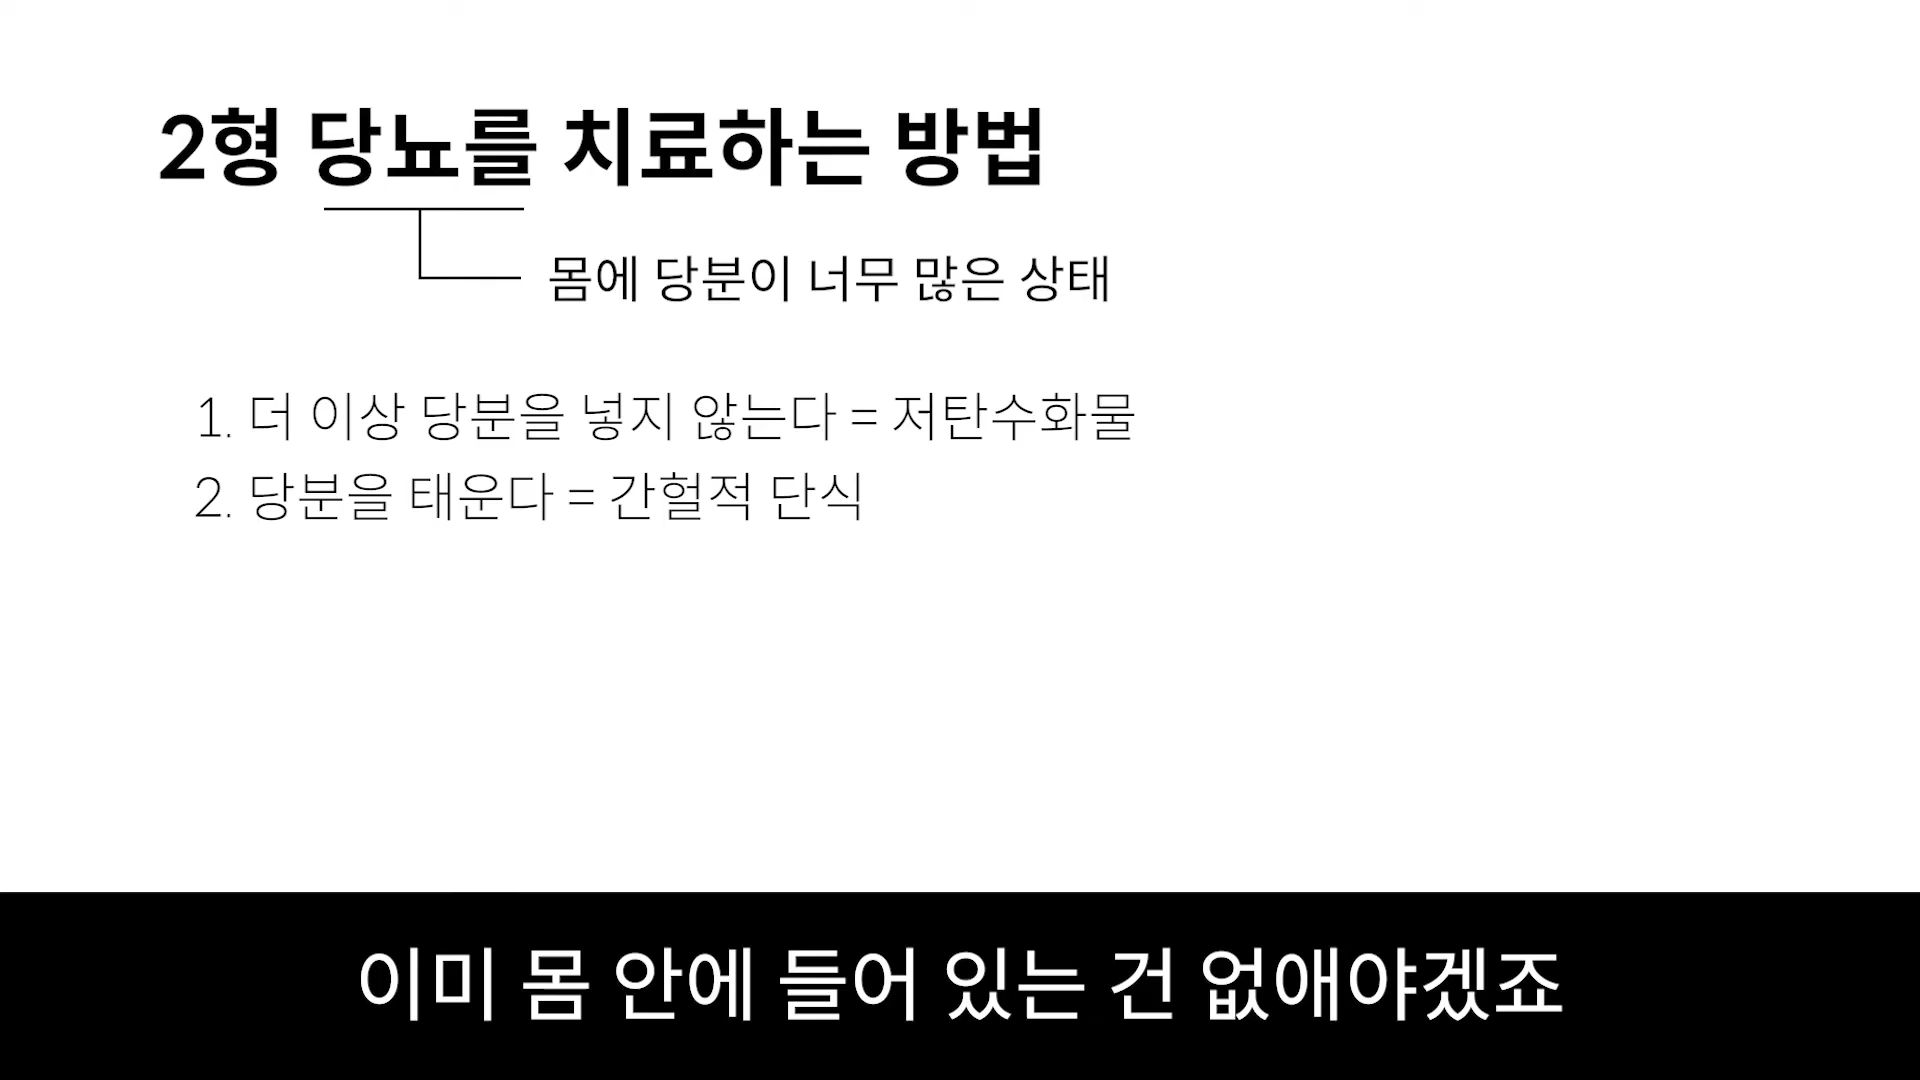 2형 당뇨를 치료하는 방법
몸에 당분이 너무 많은 상태
1. 더 이상 당분을 넣지 않는다 = 저탄수화물
2. 당분을 태운다 = 간헐적 단식
이미 몸 안에 들어 있는 건 없애야겠죠